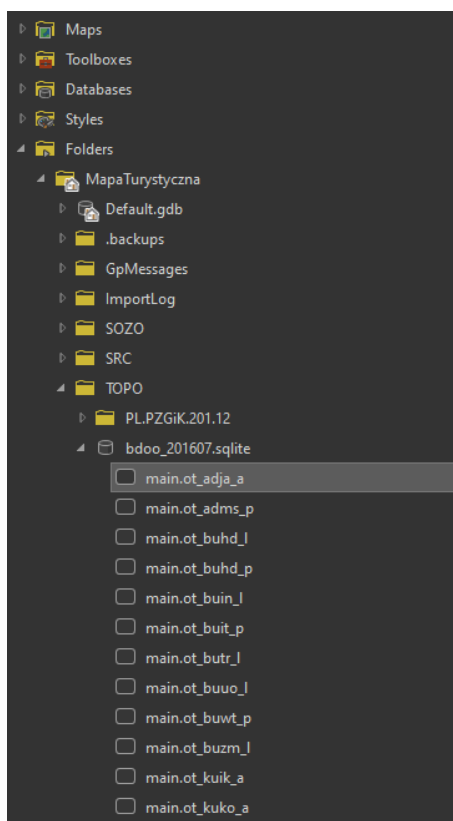 Maps
Toolboxes
Databases
Styles
Folders
MapaTurystyczna
Default.gdb
.backups
GpMessages
ImportLog
SOZO
SRC
TOPO
PL.PZGiK.201.12
bdoo_201607.sqlite
main.ot_adja_a
main.ot_adms_p
main.ot_buhd_l
main.ot_buhd_p
main.ot_buin_l
main.ot_buit_p
main.ot_butr_l
main.ot_buuo_l
main.ot_buwt_p
main.ot_buzm_l
main.ot_kuik_a
main.ot_kuko_a